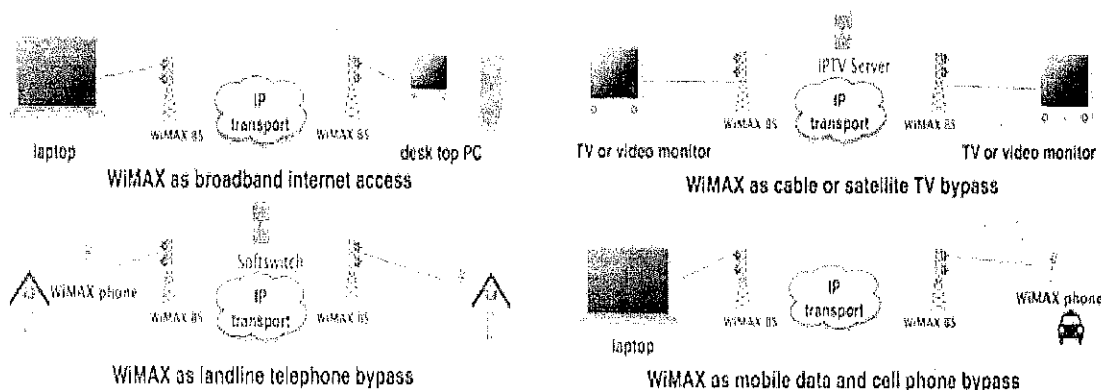 IP
transport
WiMAX BS
WiMAX BS
laptop
desk top PC
WiMAX as broadband internet access
IPTV Server
IP
transport
WiMAX BS
WiMAX BS
TV or video monitor
TV or video monitor
WiMAX as cable or satellite TV bypass
Softswitch
WiMAX phone
IP
transport
WiMAX BS
WiMAX BS
WiMAX as landline telephone bypass
IP
transport
WiMAX BS
WiMAX BS
WiMAX phone
laptop
WiMAX as mobile data and cell phone bypass